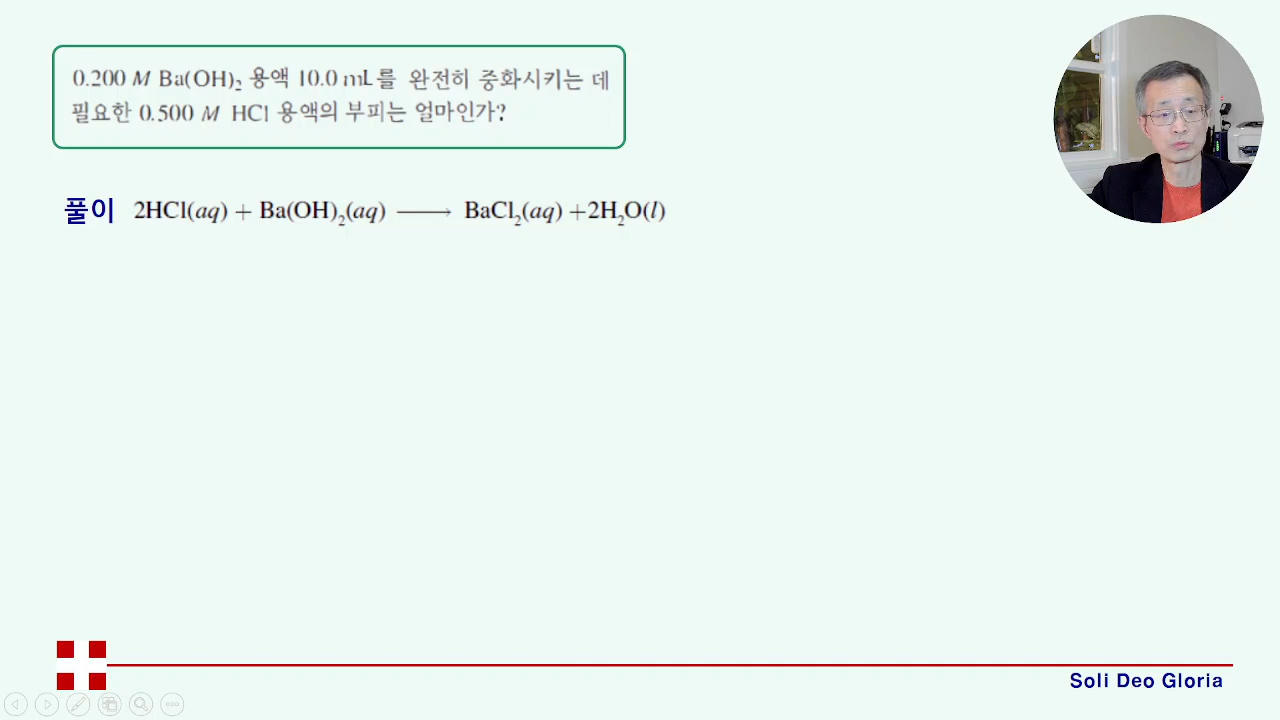 0.200 M Ba(OH)₂ 용액 10.0 mL를 완전히 중화시키는 데
필요한 0.500 M HCl 용액의 부피는 얼마인가?
풀이 2HCl(aq) + Ba(OH)₂(aq) ⟶ BaCl₂(aq) +2H₂O(l)
Soli Deo Gloria